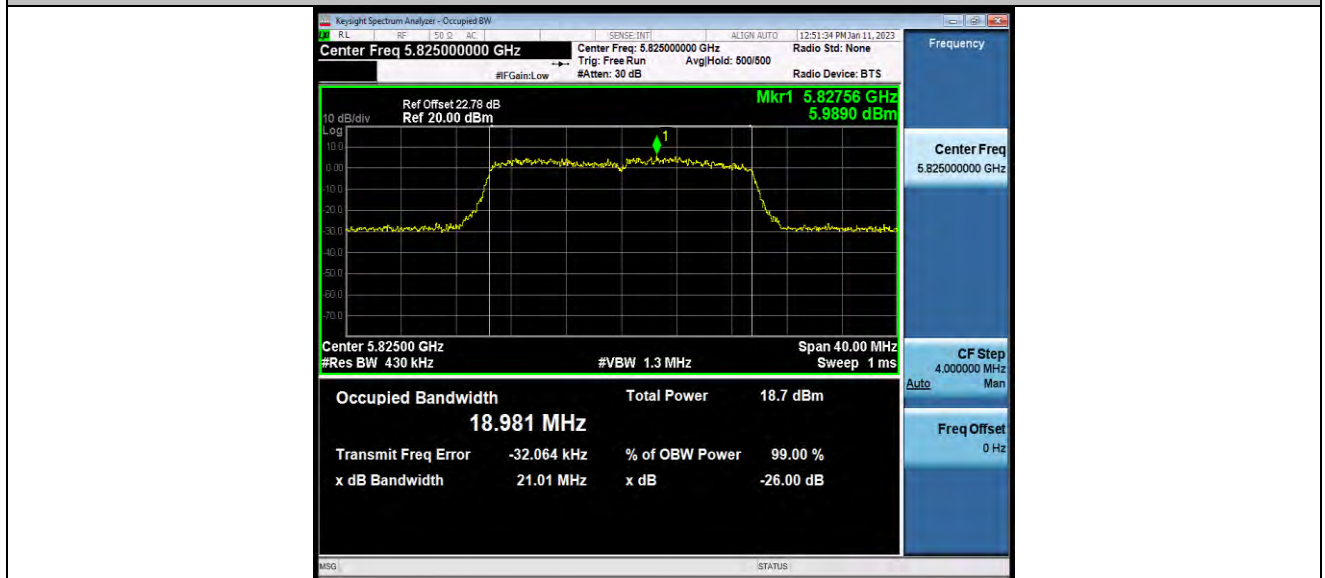 Keysight Spectrum Analyzer - Occupied BW
RL RF 50 Ω AC SENSE:INT ALIGN AUTO 12:51:34 PM Jan 11, 2023
Center Freq 5.825000000 GHz
Center Freq: 5.825000000 GHz
Radio Std: None
Trig: Free Run Avg|Hold: 500/500
#IFGain:Low #Atten: 30 dB Radio Device: BTS
Frequency
Mkr1 5.82756 GHz
5.9890 dBm
Ref Offset 22.78 dB
10 dB/div Ref 20.00 dBm
Log
1
10.0
0.00
-10.0
-20.0
-30.0
-40.0
-50.0
-60.0
-70.0
Center 5.82500 GHz Span 40.00 MHz
#Res BW 430 kHz #VBW 1.3 MHz Sweep 1 ms
Center Freq
5.825000000 GHz
CF Step
4.000000 MHz
Auto Man
Freq Offset
0 Hz
Occupied Bandwidth Total Power 18.7 dBm
18.981 MHz
Transmit Freq Error -32.064 kHz % of OBW Power 99.00 %
x dB Bandwidth 21.01 MHz x dB -26.00 dB
MSG STATUS